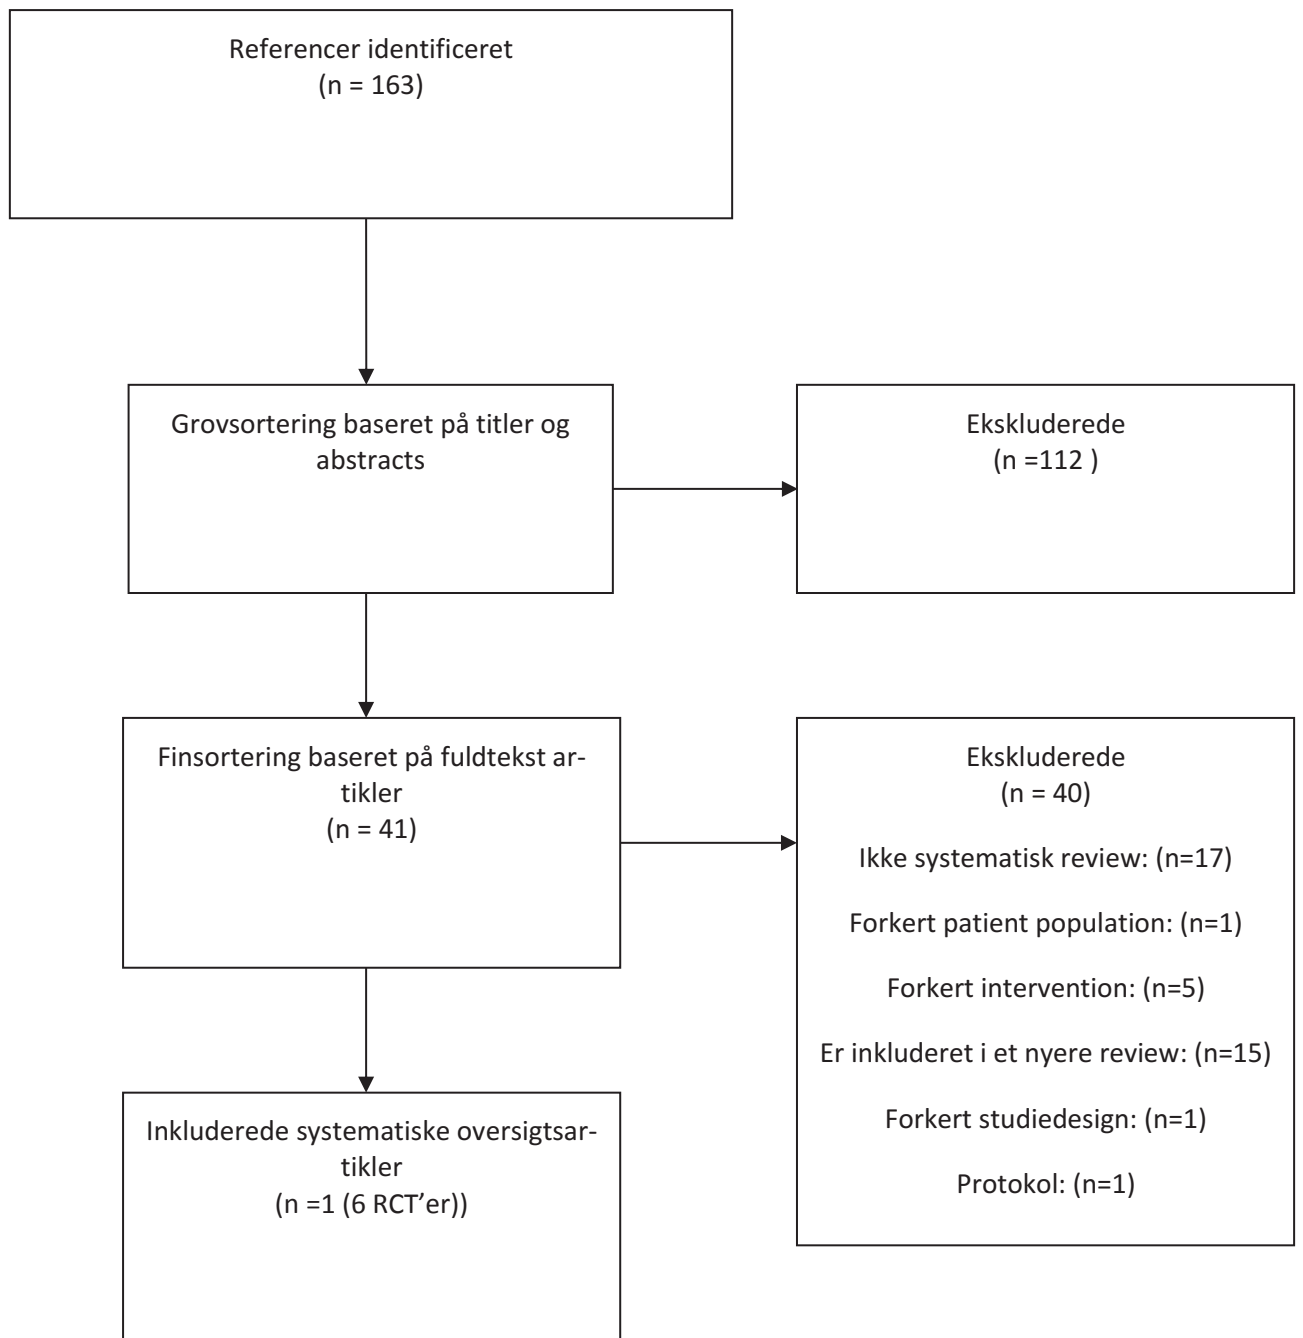 Referencer identificeret
(n = 163)
Grovsortering baseret på titler og
abstracts
Ekskluderede
(n =112 )
Finsortering baseret på fuldtekst ar-
tikler
(n = 41)
Ekskluderede
(n = 40)
Ikke systematisk review: (n=17)
Forkert patient population: (n=1)
Forkert intervention: (n=5)
Er inkluderet i et nyere review: (n=15)
Forkert studiedesign: (n=1)
Protokol: (n=1)
Inkluderede systematiske oversigtsar-
tikler
(n =1 (6 RCT’er))